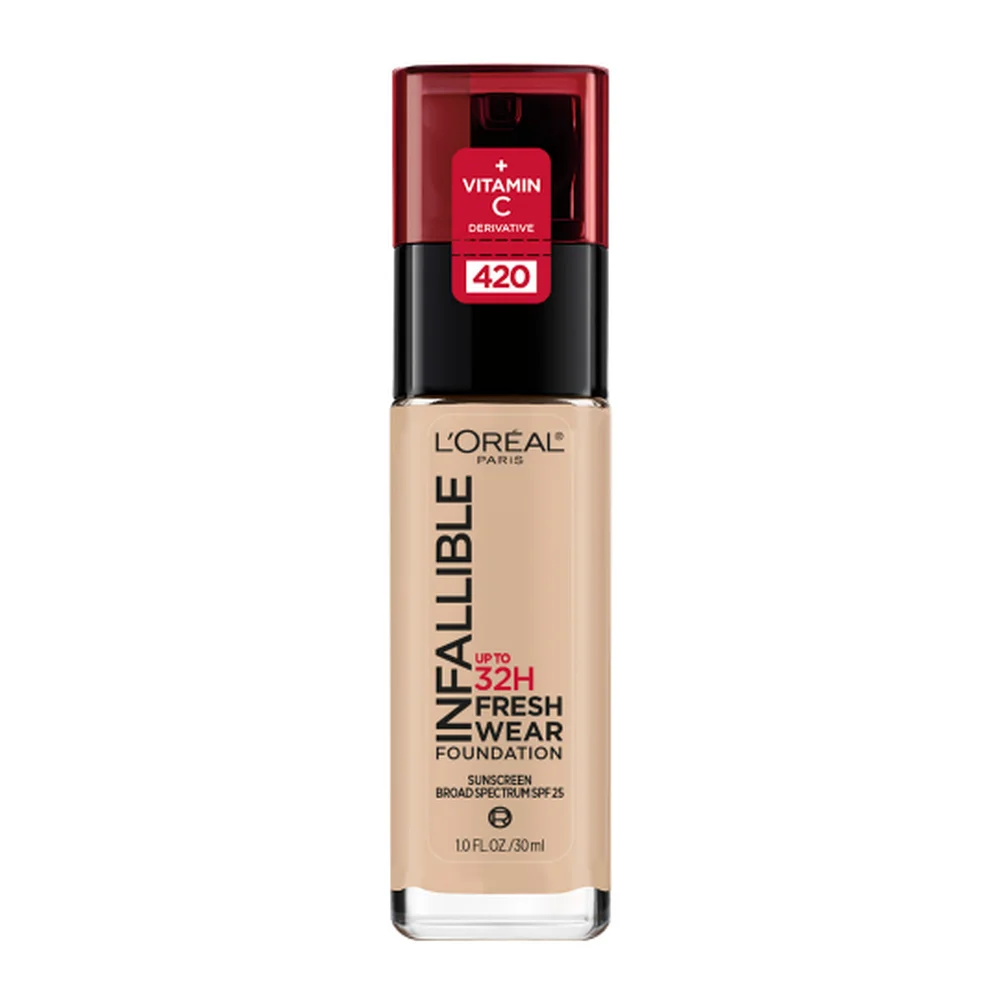 +
VITAMIN
C
DERIVATIVE
420
L'ORÉAL®
PARIS
INFALLIBLE
UP TO
32H
FRESH
WEAR
FOUNDATION
SUNSCREEN
BROAD SPECTRUM SPF 25
1.0 FL. OZ./30 ml